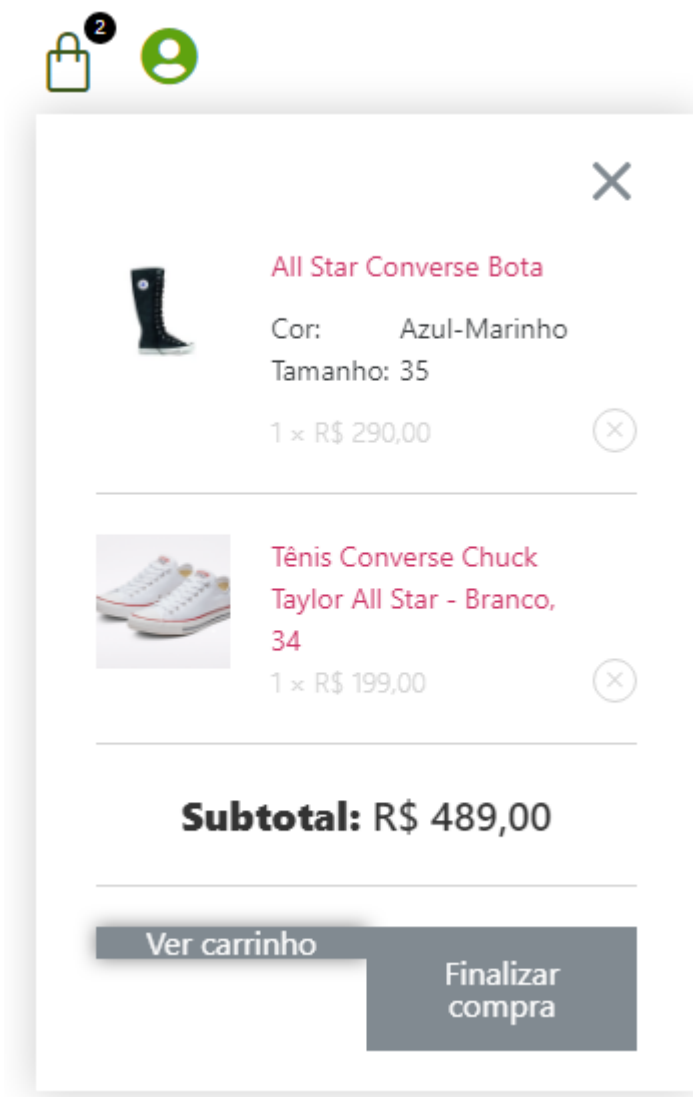 2
All Star Converse Bota
Cor: Azul-Marinho
Tamanho: 35
1 × R$ 290,00
Tênis Converse Chuck
Taylor All Star - Branco,
34
1 × R$ 199,00
Subtotal: R$ 489,00
Ver carrinho
Finalizar
compra